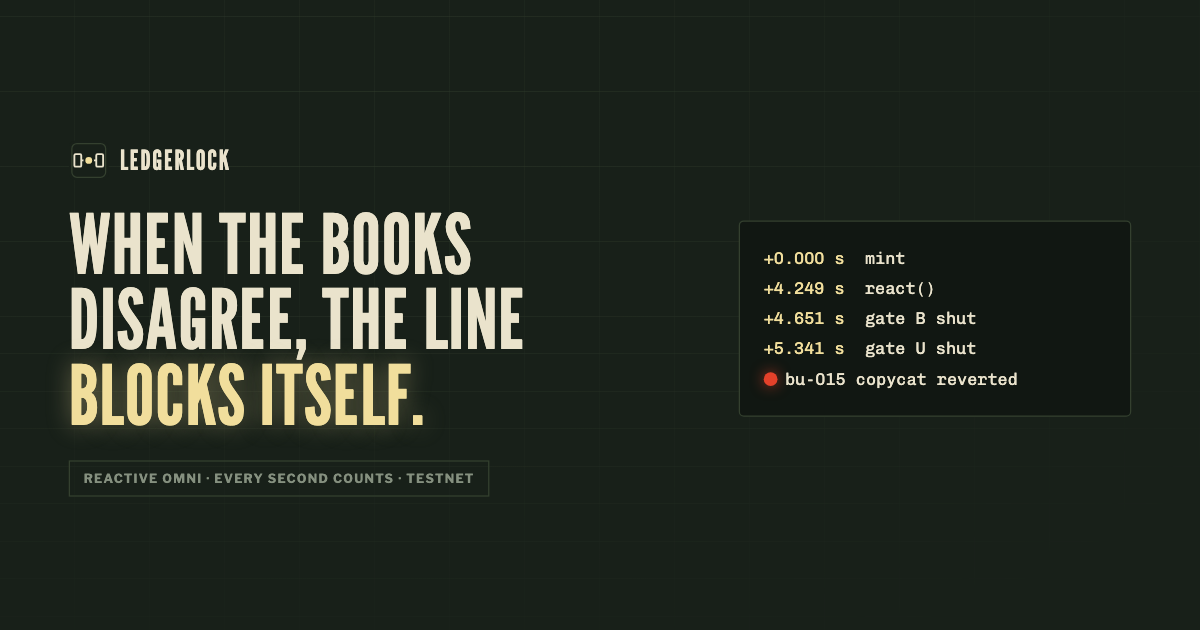 LEDGERLOCK
WHEN THE BOOKS
DISAGREE, THE LINE
BLOCKS ITSELF.
REACTIVE OMNI · EVERY SECOND COUNTS · TESTNET
+0.000 s mint
+4.249 s react()
+4.651 s gate B shut
+5.341 s gate U shut
bu-015 copycat reverted